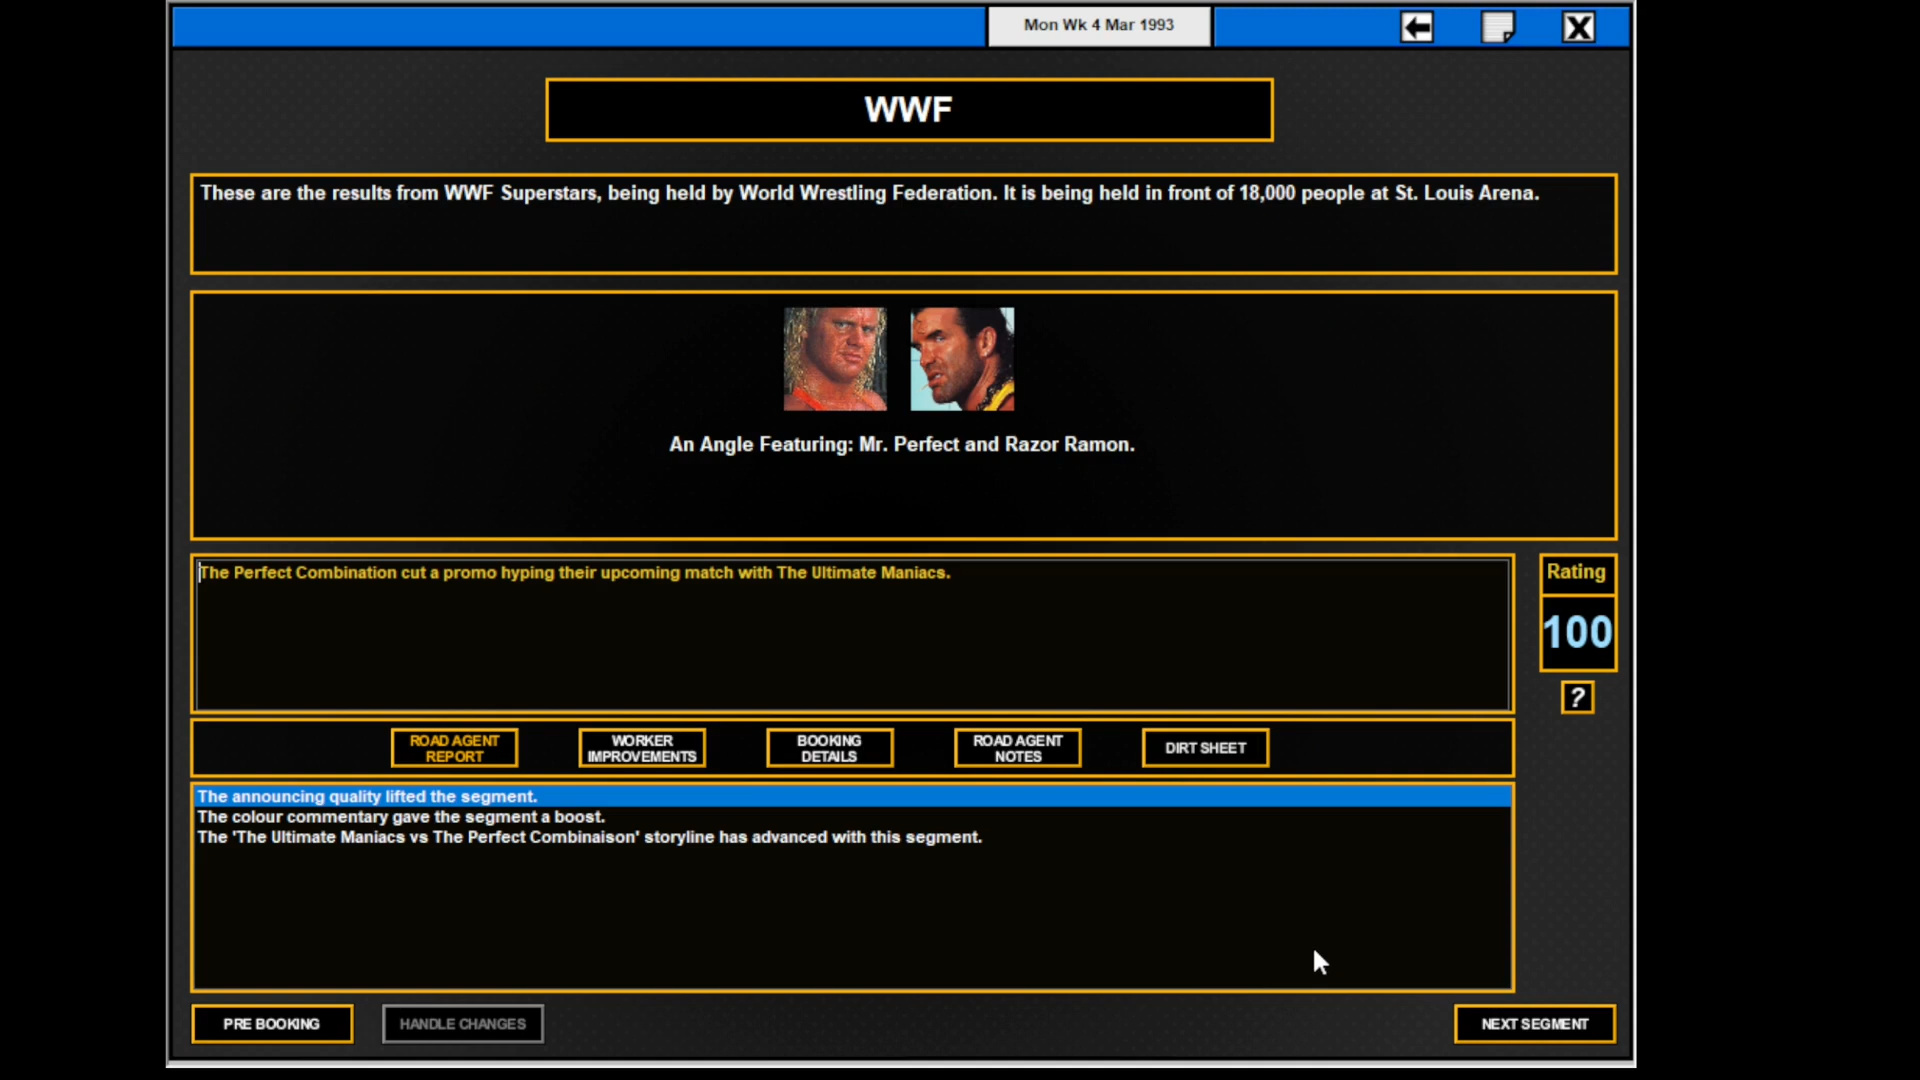 Mon Wk 4 Mar 1993
WWF
These are the results from WWF Superstars, being held by World Wrestling Federation. It is being held in front of 18,000 people at St. Louis Arena.
An Angle Featuring: Mr. Perfect and Razor Ramon.
The Perfect Combination cut a promo hyping their upcoming match with The Ultimate Maniacs.
Rating
100
?
ROAD AGENT
REPORT
WORKER
IMPROVEMENTS
BOOKING
DETAILS
ROAD AGENT
NOTES
DIRT SHEET
The announcing quality lifted the segment.
The colour commentary gave the segment a boost.
The 'The Ultimate Maniacs vs The Perfect Combinaison' storyline has advanced with this segment.
PRE BOOKING
HANDLE CHANGES
NEXT SEGMENT